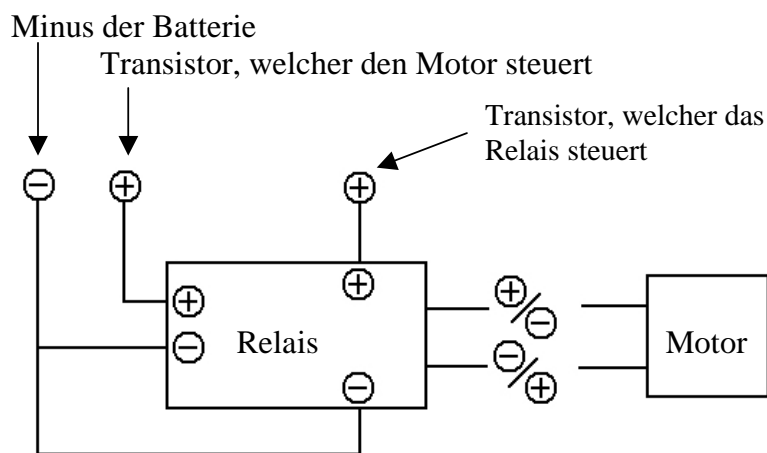 Minus der Batterie
Transistor, welcher den Motor steuert
Transistor, welcher das
Relais steuert
− + +
+ + +/−
− Relais Motor
− −/+